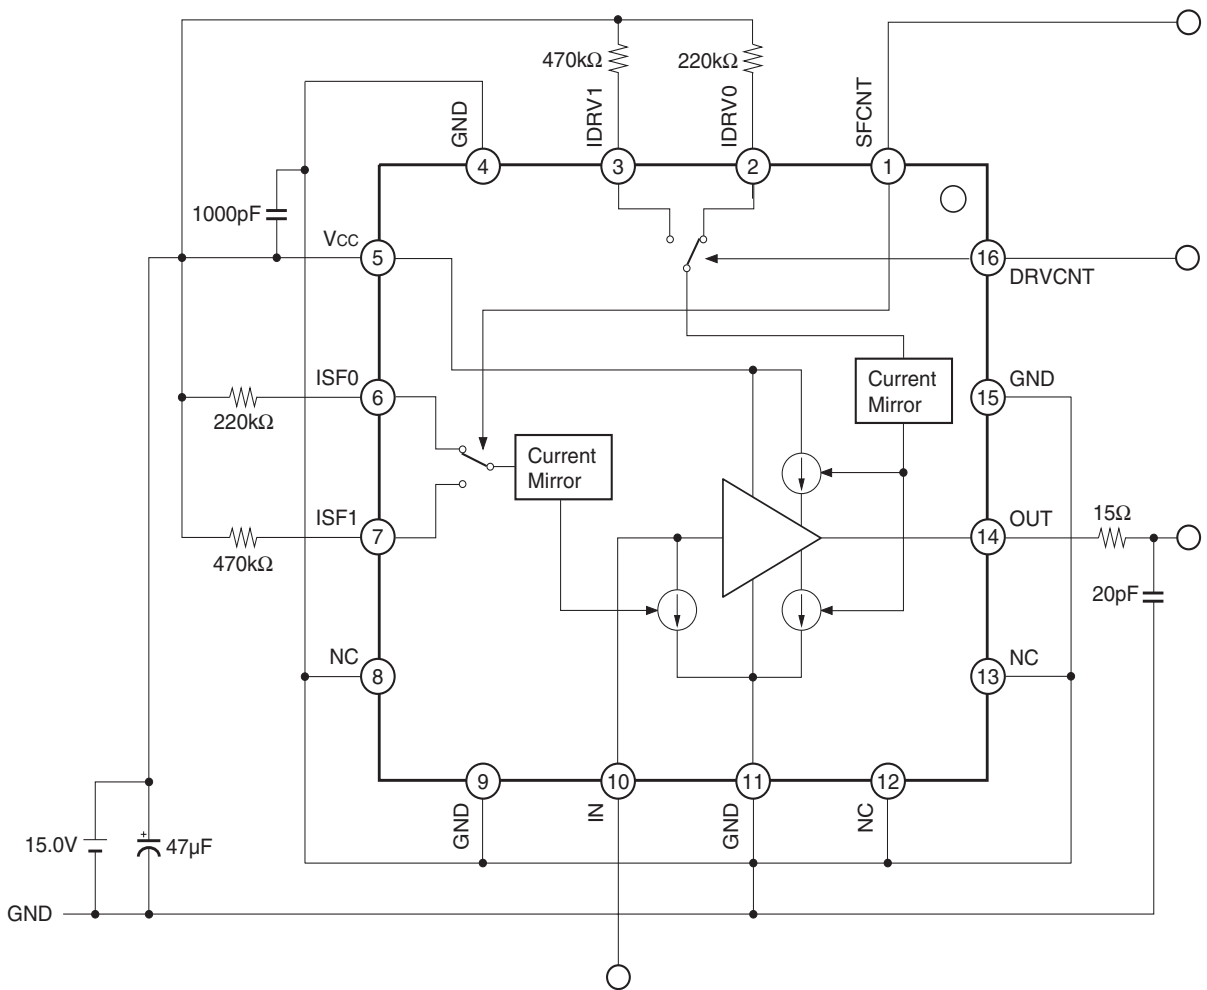 470kΩ
220kΩ
GND
IDRV1
IDRV0
SFCNT
4
3
2
1
1000pF
VCC
5
16
DRVCNT
ISF0
6
220kΩ
Current
Mirror
GND
15
Current
Mirror
ISF1
7
470kΩ
OUT
14
15Ω
20pF
NC
8
NC
13
9
10
11
12
GND
IN
GND
NC
15.0V
+
47μF
GND